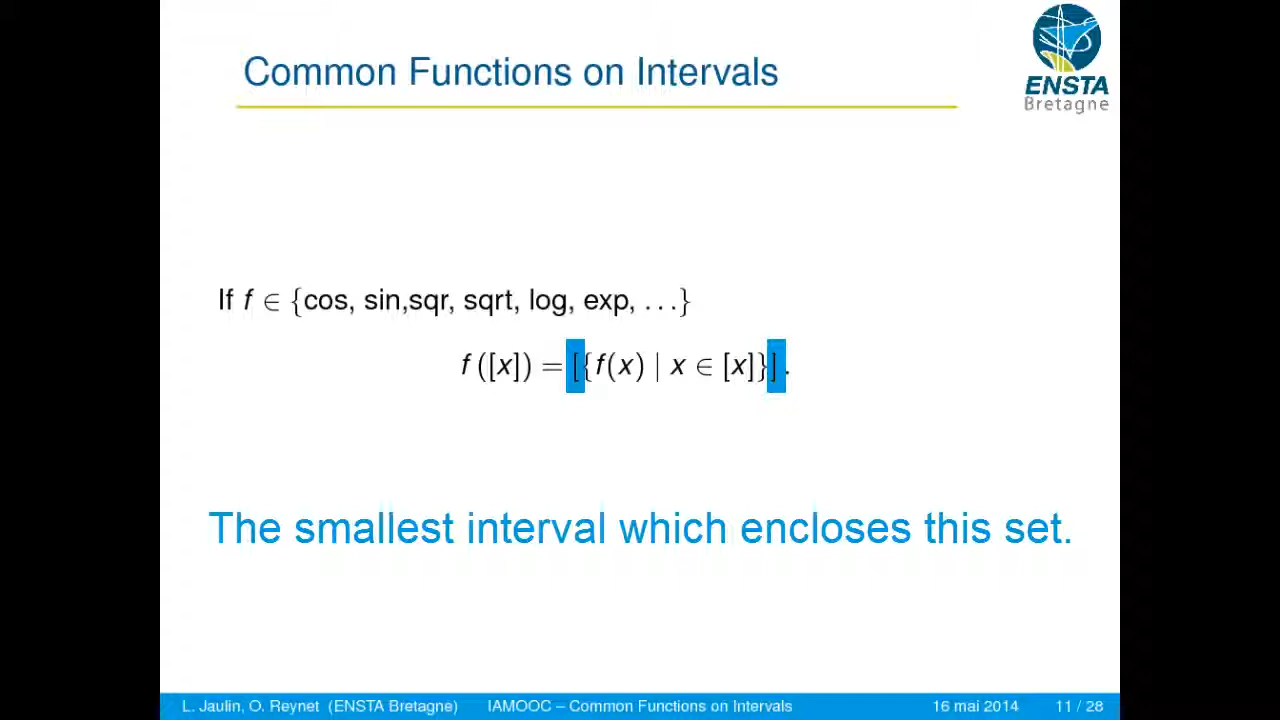 Common Functions on Intervals
ENSTA
Bretagne
If f ∈ {cos, sin,sqr, sqrt, log, exp, ...}
f ([x]) = [{f(x) | x ∈ [x]}] .
The smallest interval which encloses this set.
L. Jaulin, O. Reynet (ENSTA Bretagne) IAMOOC – Common Functions on Intervals 16 mai 2014 11 / 28